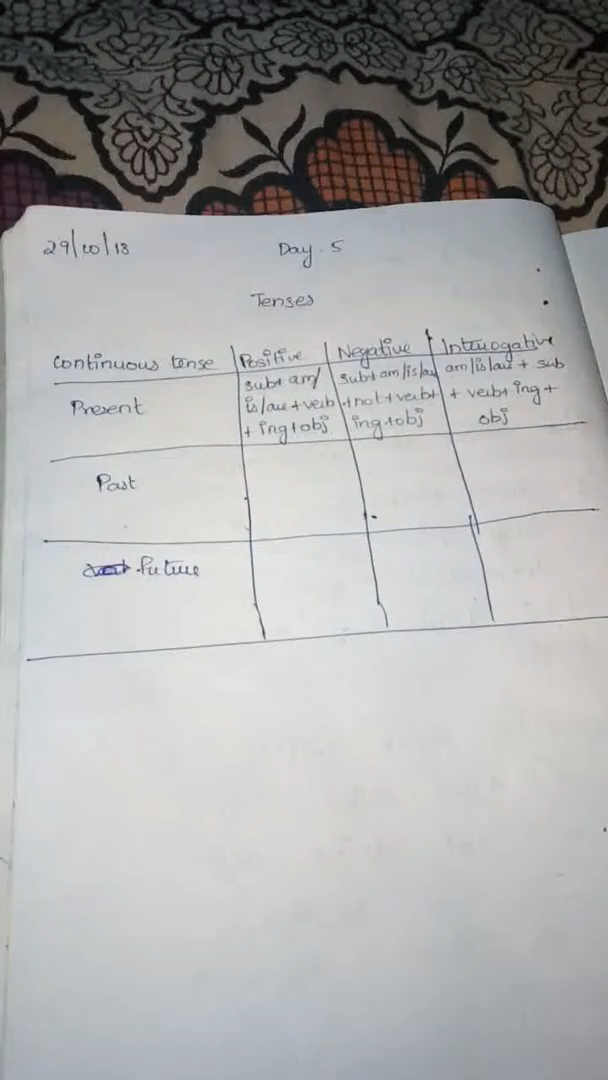 29/10/18 Day - 5
Tenses
Continuous tense Positive Negative Interrogative
Present
sub+ am/
is/are + verb
+ ing + obj
sub+ am/is/are
+ not + verb+
ing + obj
am/is/are + sub
+ verb+ ing +
obj
Past
Future